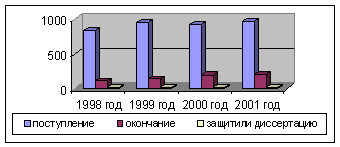 1000
500
0
1998 год 1999 год 2000 год 2001 год
поступление окончание защитили диссертацию